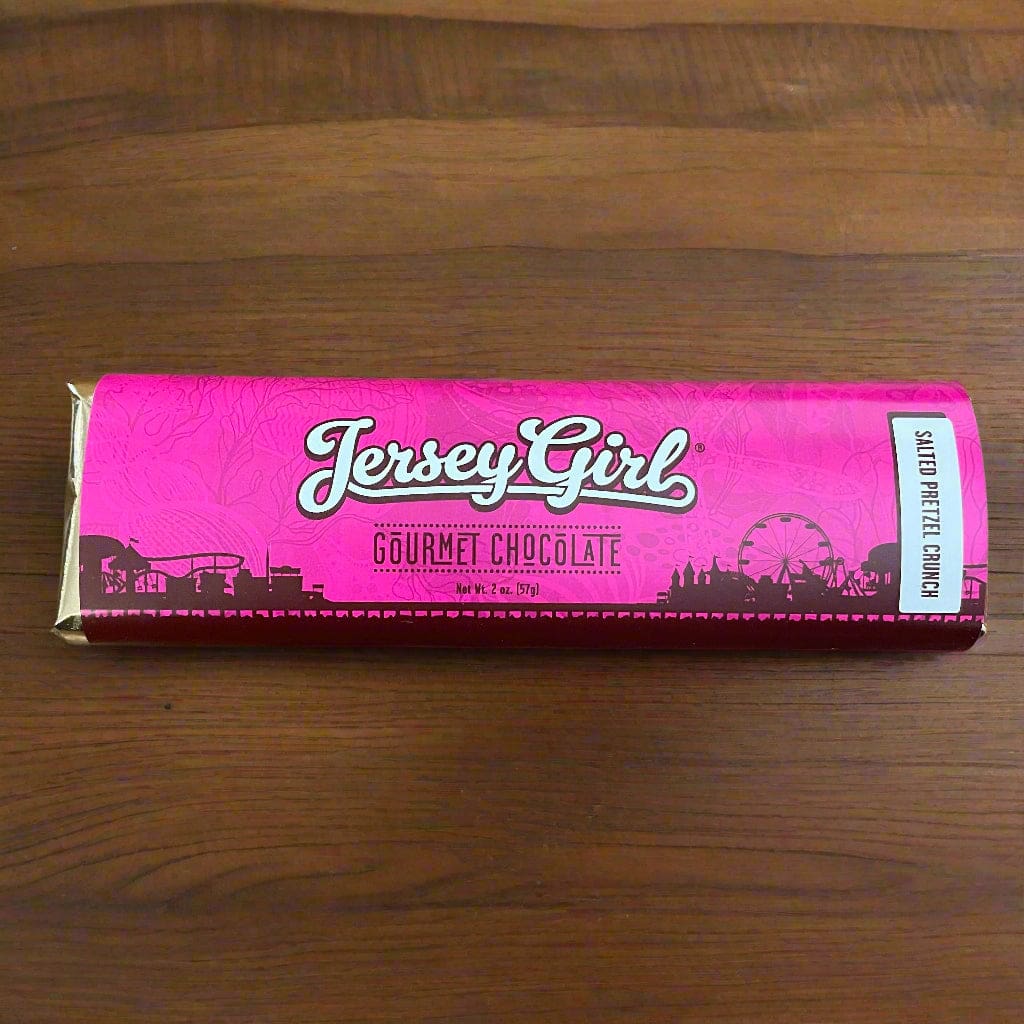 Jersey Girl®
GOURMET CHOCOLATE
Net Wt. 2 oz. (57g)
SALTED PRETZEL CRUNCH